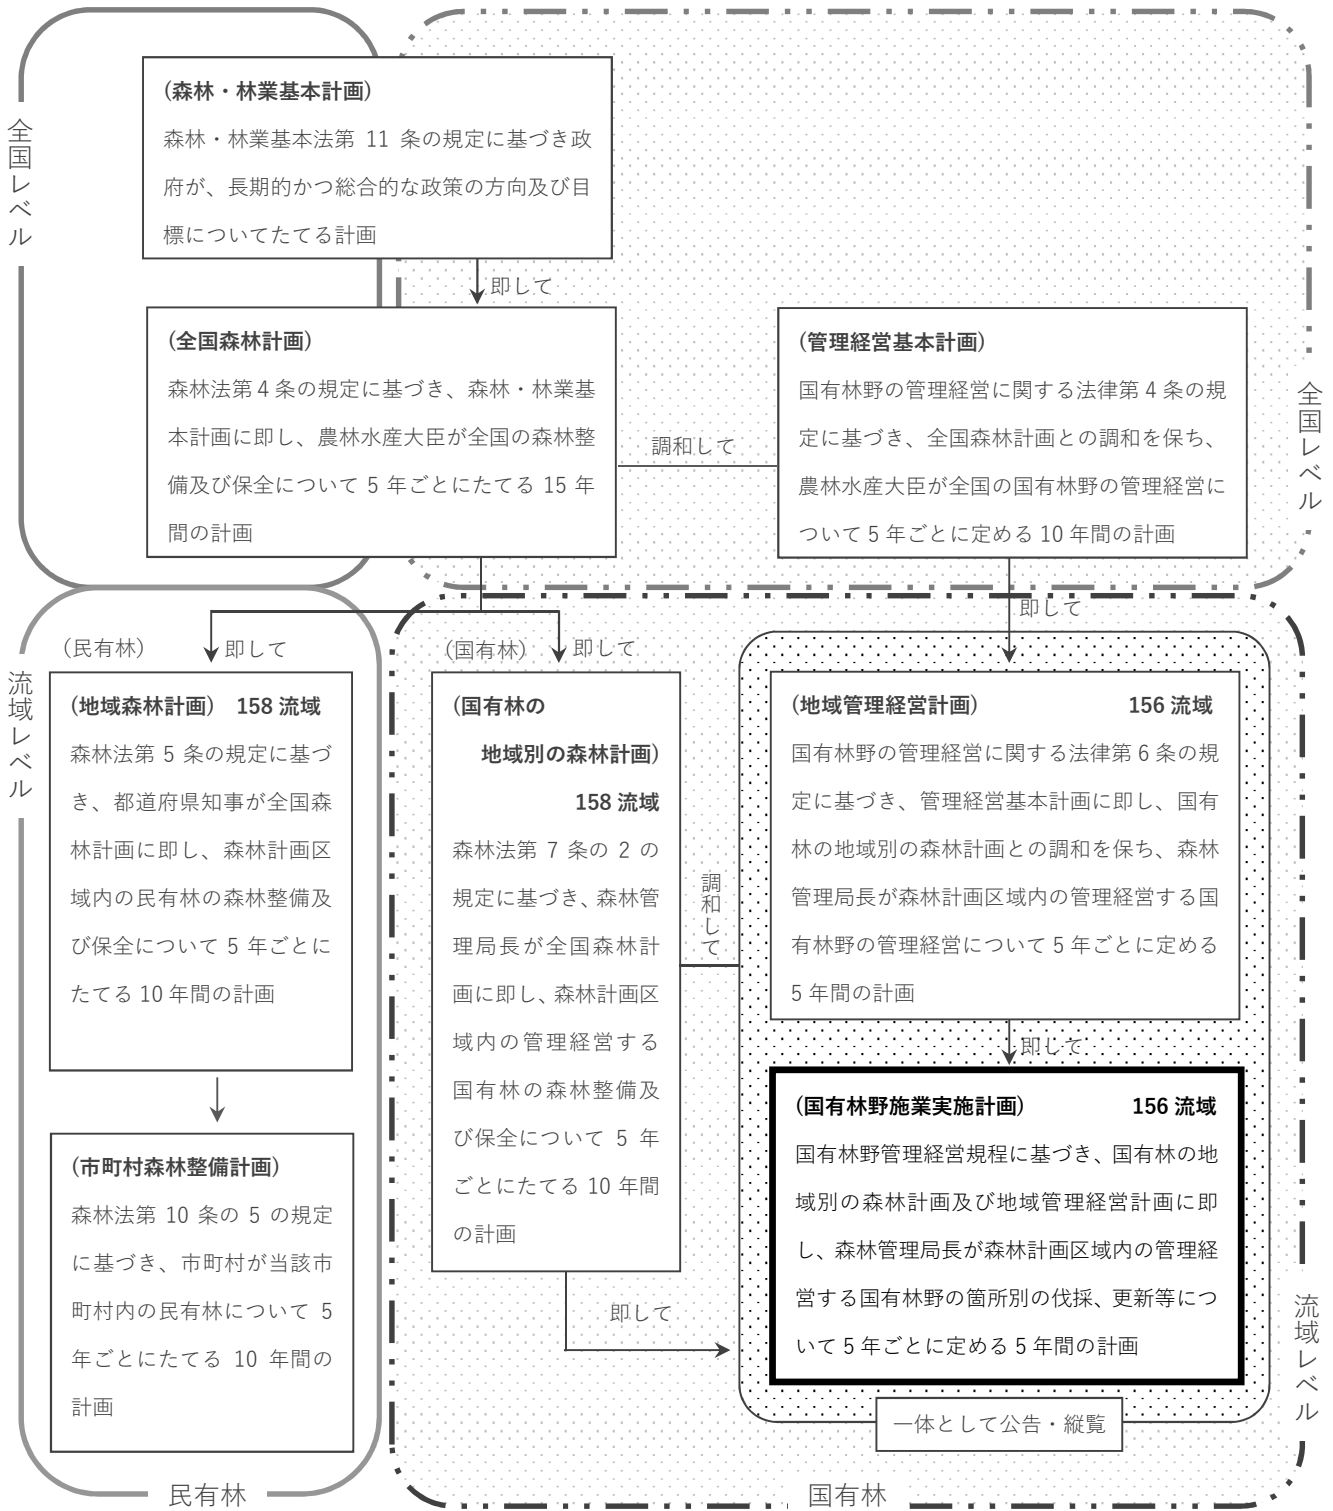 全国レベル
(森林・林業基本計画)
森林・林業基本法第 11 条の規定に基づき政
府が、長期的かつ総合的な政策の方向及び目
標についてたてる計画
即して
(全国森林計画)
森林法第 4 条の規定に基づき、森林・林業基
本計画に即し、農林水産大臣が全国の森林整
備及び保全について 5 年ごとにたてる 15 年
間の計画
調和して
(管理経営基本計画)
国有林野の管理経営に関する法律第 4 条の規
定に基づき、全国森林計画との調和を保ち、
農林水産大臣が全国の国有林野の管理経営に
ついて 5 年ごとに定める 10 年間の計画
全国レベル
即して
流域レベル
(民有林)
即して
(地域森林計画) 158 流域
森林法第 5 条の規定に基づ
き、都道府県知事が全国森
林計画に即し、森林計画区
域内の民有林の森林整備及
び保全について 5 年ごとに
たてる 10 年間の計画
(市町村森林整備計画)
森林法第 10 条の 5 の規定
に基づき、市町村が当該市
町村内の民有林について 5
年ごとにたてる 10 年間の
計画
民有林
(国有林)
即して
(国有林の
地域別の森林計画)
158 流域
森林法第 7 条の 2 の
規定に基づき、森林管
理局長が全国森林計
画に即し、森林計画区
域内の管理経営する
国有林の森林整備及
び保全について 5 年
ごとにたてる 10 年間
の計画
調和して
即して
(地域管理経営計画) 156 流域
国有林野の管理経営に関する法律第 6 条の規
定に基づき、管理経営基本計画に即し、国有
林の地域別の森林計画との調和を保ち、森林
管理局長が森林計画区域内の管理経営する国
有林野の管理経営について 5 年ごとに定める
5 年間の計画
即して
(国有林野施業実施計画) 156 流域
国有林野管理経営規程に基づき、国有林の地
域別の森林計画及び地域管理経営計画に即
し、森林管理局長が森林計画区域内の管理経
営する国有林野の箇所別の伐採、更新等につ
いて 5 年ごとに定める 5 年間の計画
一体として公告・縦覧
流域レベル
国有林